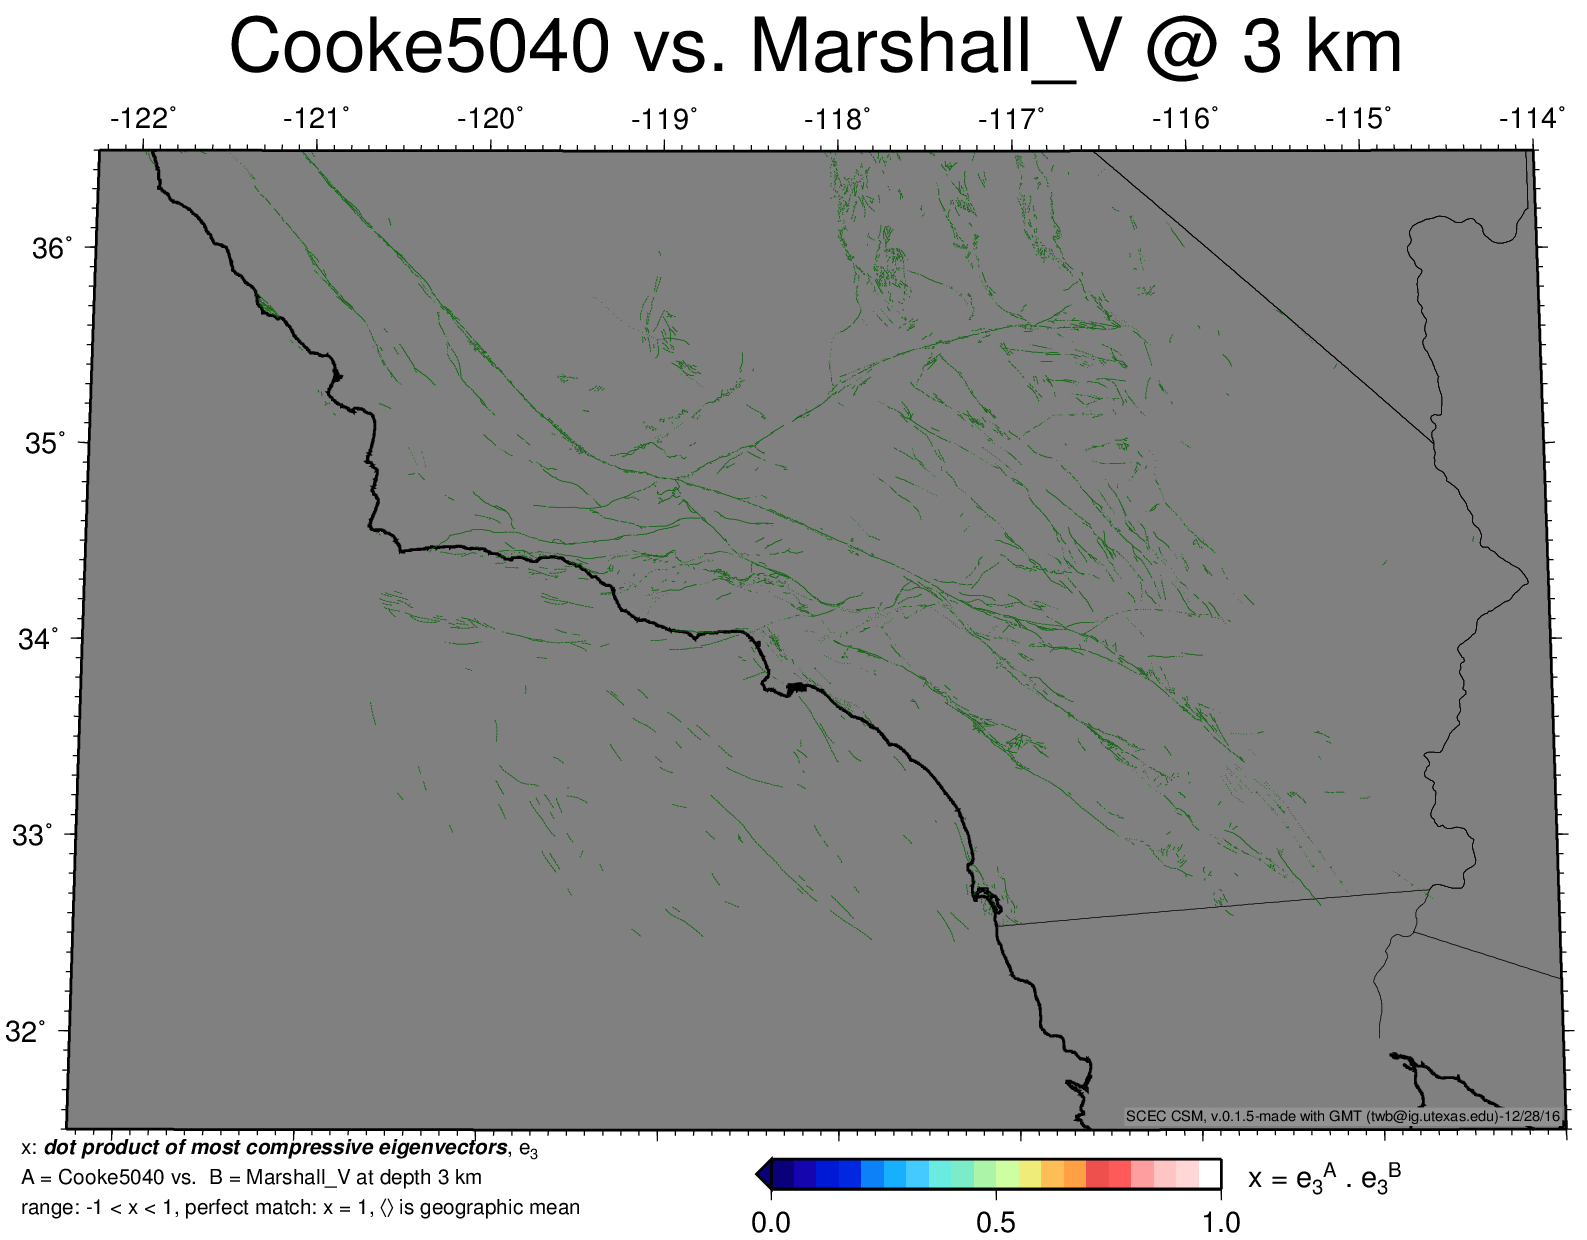 Cooke5040 vs. Marshall_V @ 3 km
-122° -121° -120° -119° -118° -117° -116° -115° -114°
36°
35°
34°
33°
32°
SCEC CSM, v.0.1.5-made with GMT (twb@ig.utexas.edu)-12/28/16
x: dot product of most compressive eigenvectors, e3
A = Cooke5040 vs. B = Marshall_V at depth 3 km
range: -1 < x < 1, perfect match: x = 1, ⟨⟩ is geographic mean
x = e3A . e3B
0.0 0.5 1.0